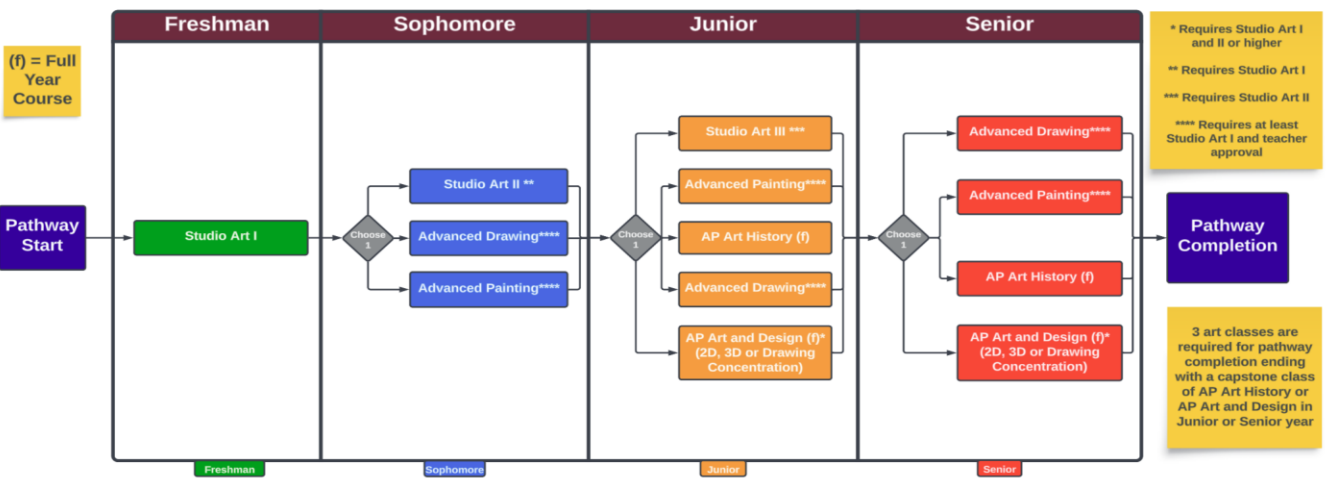 Freshman
Sophomore
Junior
Senior
(f) = Full
Year
Course
* Requires Studio Art I
and II or higher
** Requires Studio Art I
*** Requires Studio Art II
**** Requires at least
Studio Art I and teacher
approval
Pathway
Start
Studio Art I
Choose
1
Studio Art II **
Advanced Drawing****
Advanced Painting****
Choose
1
Studio Art III ***
Advanced Painting****
AP Art History (f)
Advanced Drawing****
AP Art and Design (f)*
(2D, 3D or Drawing
Concentration)
Choose
1
Advanced Drawing****
Advanced Painting****
AP Art History (f)
AP Art and Design (f)*
(2D, 3D or Drawing
Concentration)
Pathway
Completion
3 art classes are
required for pathway
completion ending
with a capstone class
of AP Art History or
AP Art and Design in
Junior or Senior year
Freshman
Sophomore
Junior
Senior